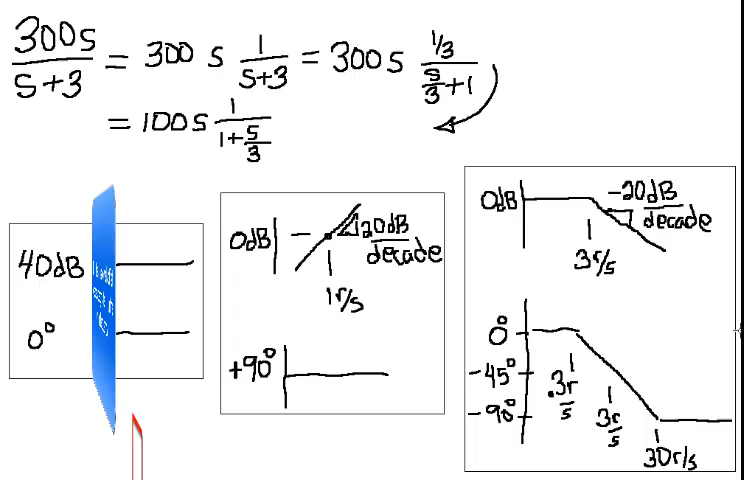 300s/(s+3) = 300 s 1/(s+3) = 300 s (1/3)/(s/3+1)
= 100 s 1/(1+s/3)
40dB
0°
0dB
20dB/decade
1r/s
+90°
0dB
-20dB/decade
3r/s
0°
-45°
-90°
.3r/s
3r/s
30r/s